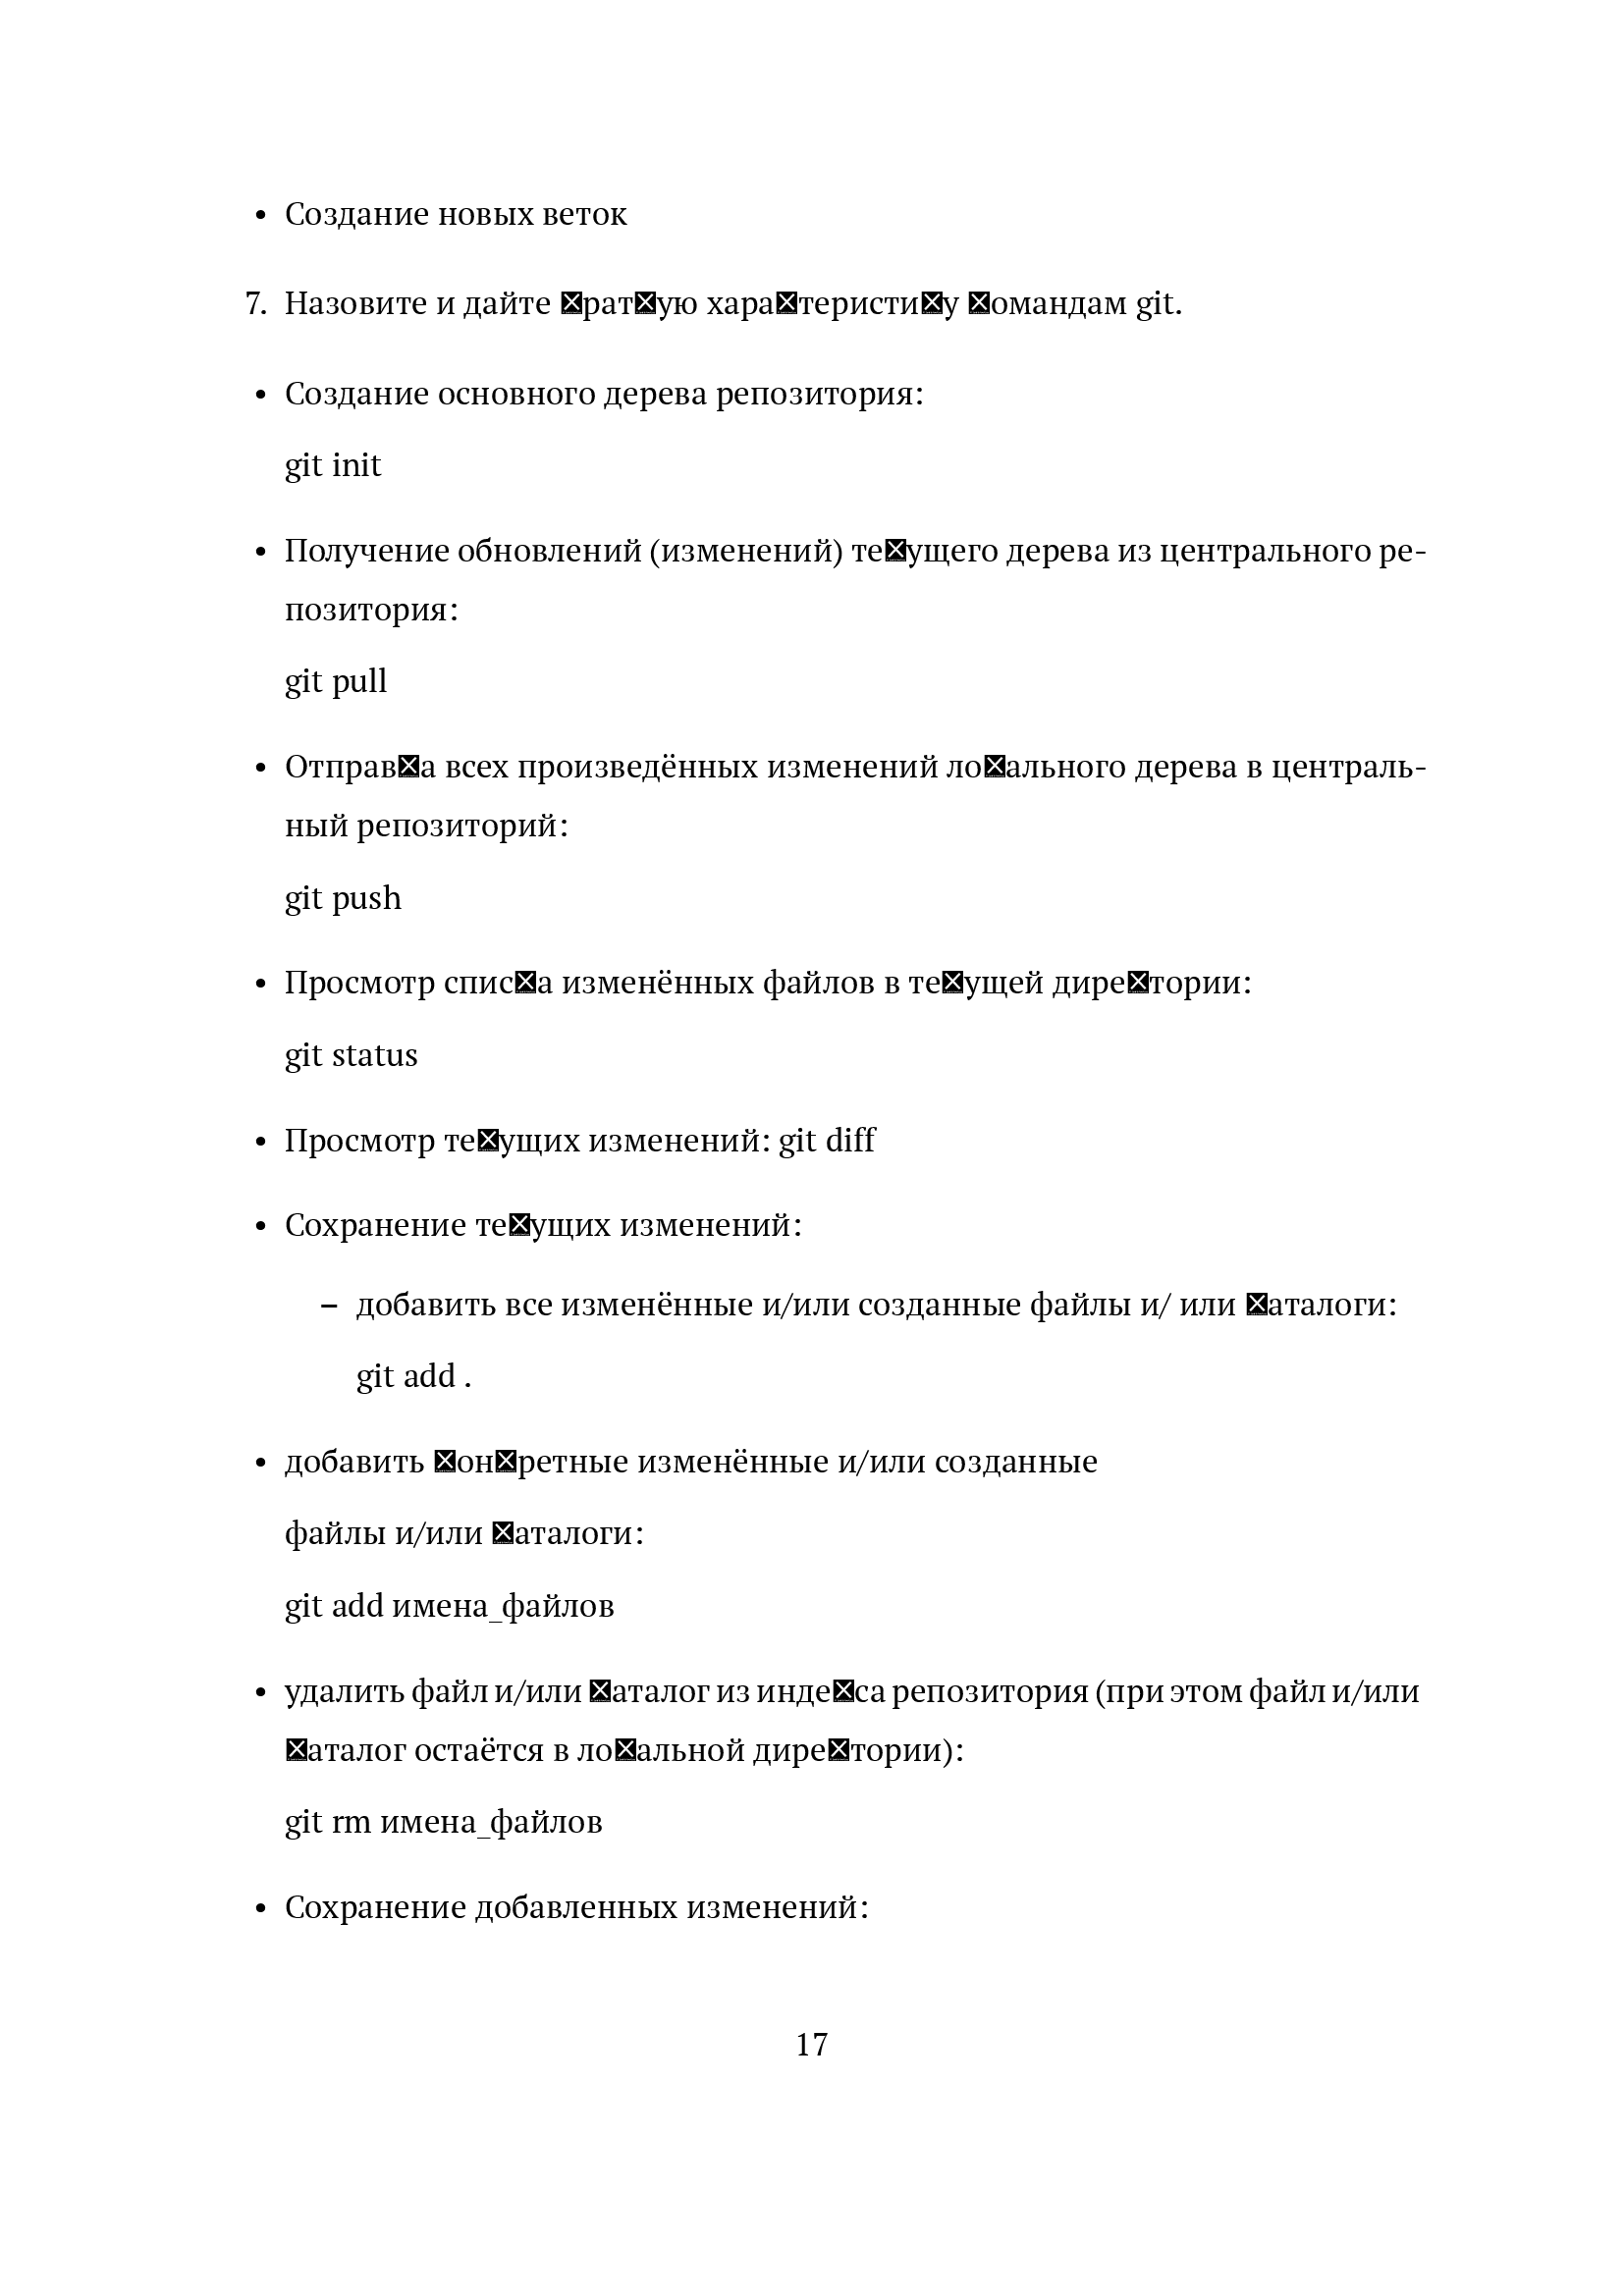 • Создание новых веток
7. Назовите и дайте ☒рат☒ую хара☒теристи☒у ☒омандам git.
• Создание основного дерева репозитория:
git init
• Получение обновлений (изменений) те☒ущего дерева из центрального ре-
позитория:
git pull
• Отправ☒а всех произведённых изменений ло☒ального дерева в централь-
ный репозиторий:
git push
• Просмотр спис☒а изменённых файлов в те☒ущей дире☒тории:
git status
• Просмотр те☒ущих изменений: git diff
• Сохранение те☒ущих изменений:
– добавить все изменённые и/или созданные файлы и/ или ☒аталоги:
git add .
• добавить ☒он☒ретные изменённые и/или созданные
файлы и/или ☒аталоги:
git add имена_файлов
• удалить файл и/или ☒аталог из инде☒са репозитория (при этом файл и/или
☒аталог остаётся в ло☒альной дире☒тории):
git rm имена_файлов
• Сохранение добавленных изменений:
17